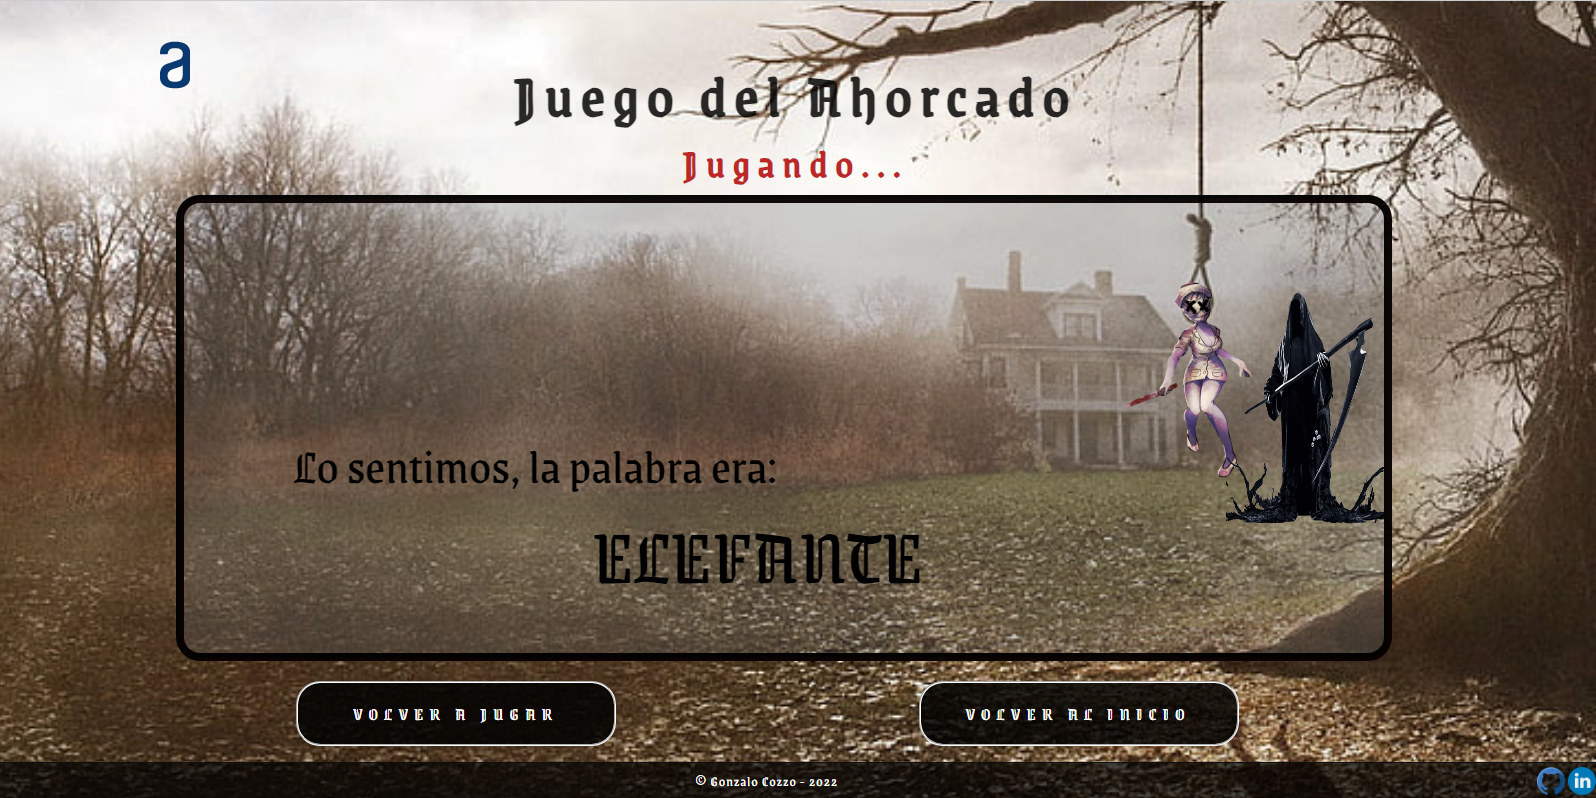 a
Juego del Ahorcado
Jugando...
Lo sentimos, la palabra era:
ELEFANTE
VOLVER A JUGAR
VOLVER AL INICIO
© Gonzalo Cozzo - 2022
in